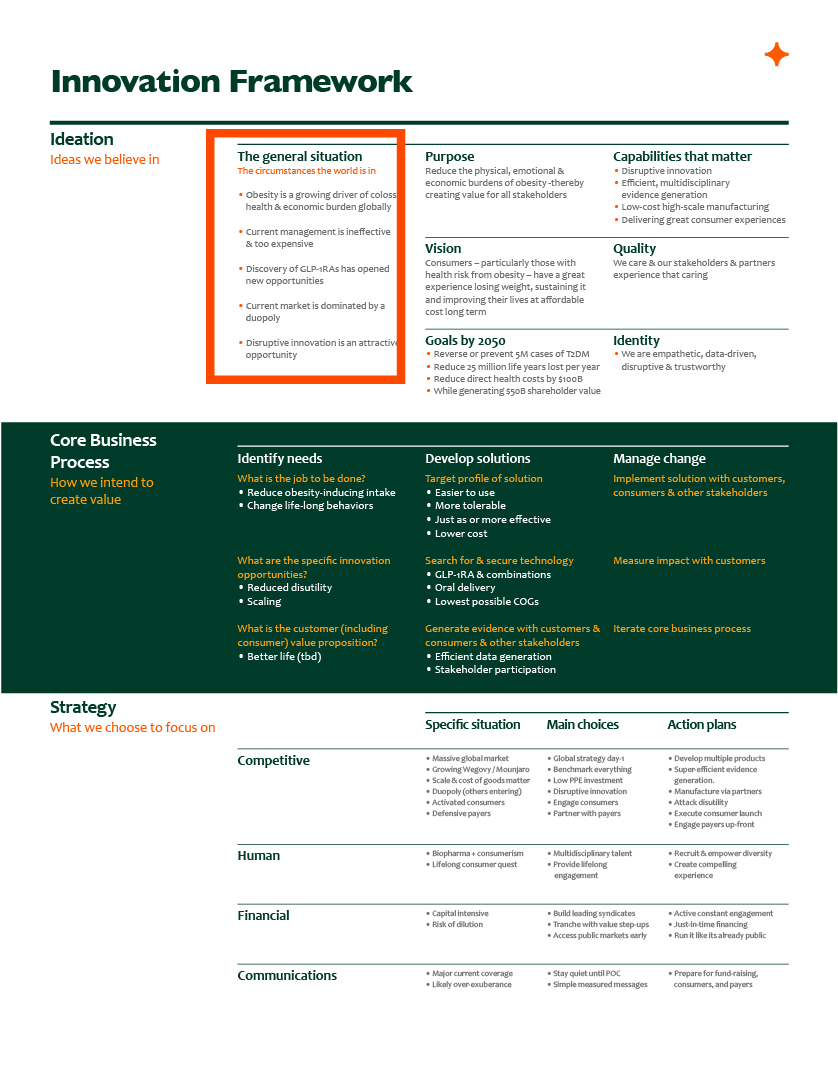 Innovation Framework
Ideation
Ideas we believe in
The general situation
The circumstances the world is in
• Obesity is a growing driver of coloss
health & economic burden globally
• Current management is ineffective
& too expensive
• Discovery of GLP-1RAs has opened
new opportunities
• Current market is dominated by a
duopoly
• Disruptive innovation is an attractive
opportunity
Purpose
Reduce the physical, emotional &
economic burdens of obesity -thereby
creating value for all stakeholders
Capabilities that matter
• Disruptive innovation
• Efficient, multidisciplinary
evidence generation
• Low-cost high-scale manufacturing
• Delivering great consumer experiences
Vision
Consumers – particularly those with
health risk from obesity – have a great
experience losing weight, sustaining it
and improving their lives at affordable
cost long term
Quality
We care & our stakeholders & partners
experience that caring
Goals by 2050
• Reverse or prevent 5M cases of T2DM
• Reduce 25 million life years lost per year
• Reduce direct health costs by $100B
• While generating $50B shareholder value
Identity
• We are empathetic, data-driven,
disruptive & trustworthy
Core Business
Process
How we intend to
create value
Identify needs
What is the job to be done?
• Reduce obesity-inducing intake
• Change life-long behaviors
What are the specific innovation
opportunities?
• Reduced disutility
• Scaling
What is the customer (including
consumer) value proposition?
• Better life (tbd)
Develop solutions
Target profile of solution
• Easier to use
• More tolerable
• Just as or more effective
• Lower cost
Search for & secure technology
• GLP-1RA & combinations
• Oral delivery
• Lowest possible COGs
Generate evidence with customers &
consumers & other stakeholders
• Efficient data generation
• Stakeholder participation
Manage change
Implement solution with customers,
consumers & other stakeholders
Measure impact with customers
Iterate core business process
Strategy
What we choose to focus on
Specific situation
Main choices
Action plans
Competitive
• Massive global market
• Growing Wegovy / Mounjaro
• Scale & cost of goods matter
• Duopoly (others entering)
• Activated consumers
• Defensive payers
• Global strategy day-1
• Benchmark everything
• Low PPE investment
• Disruptive innovation
• Engage consumers
• Partner with payers
• Develop multiple products
• Super-efficient evidence
generation.
• Manufacture via partners
• Attack disutility
• Execute consumer launch
• Engage payers up-front
Human
• Biopharma + consumerism
• Lifelong consumer quest
• Multidisciplinary talent
• Provide lifelong
engagement
• Recruit & empower diversity
• Create compelling
experience
Financial
• Capital intensive
• Risk of dilution
• Build leading syndicates
• Tranche with value step-ups
• Access public markets early
• Active constant engagement
• Just-in-time financing
• Run it like its already public
Communications
• Major current coverage
• Likely over-exuberance
• Stay quiet until POC
• Simple measured messages
• Prepare for fund-raising,
consumers, and payers